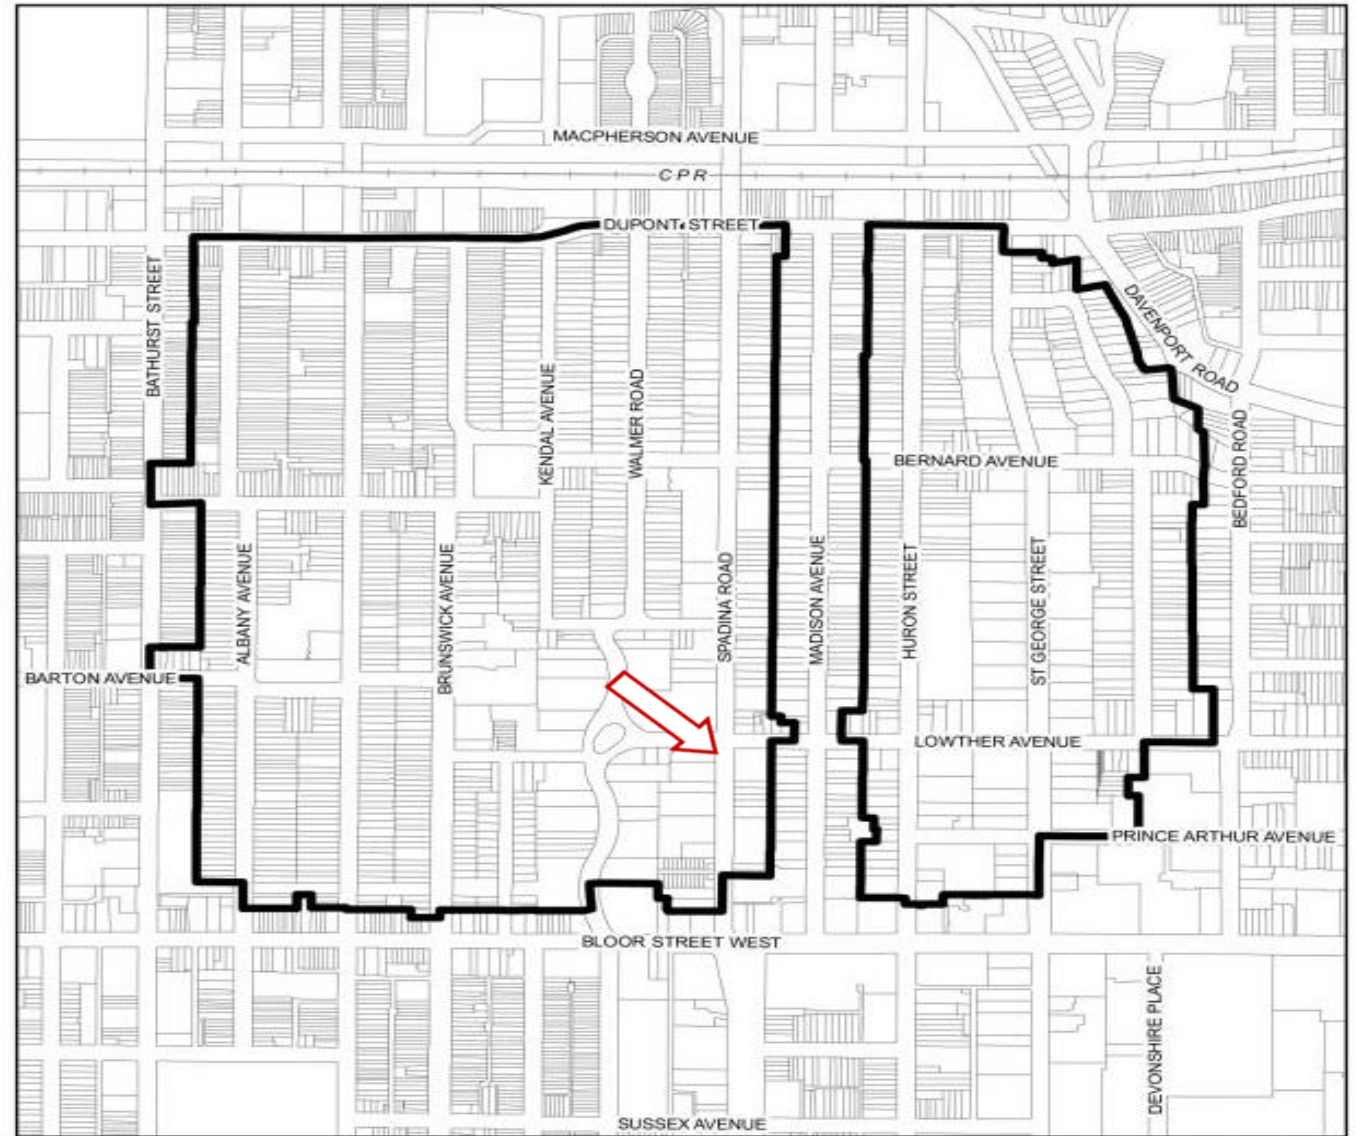 MACPHERSON AVENUE
CPR
DUPONT STREET
BATHURST STREET
DAVENPORT ROAD
KENDAL AVENUE
WALMER ROAD
BEDFORD ROAD
BERNARD AVENUE
ALBANY AVENUE
BRUNSWICK AVENUE
SPADINA ROAD
MADISON AVENUE
HURON STREET
ST GEORGE STREET
BARTON AVENUE
LOWTHER AVENUE
PRINCE ARTHUR AVENUE
BLOOR STREET WEST
DEVONSHIRE PLACE
SUSSEX AVENUE